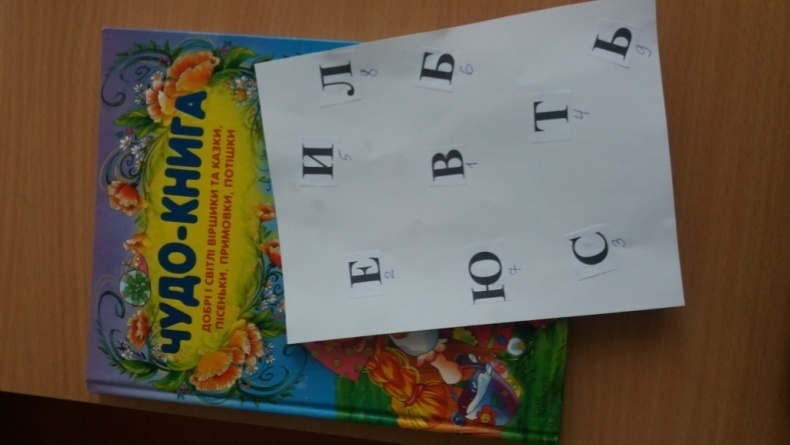 ЧУДО-КНИГА
ДОБРІ І СВІТЛІ ВІРШИКИ ТА КАЗКИ,
ПІСЕНЬКИ, ПРИМОВКИ, ПОТІШКИ
Е И Л
2 5 8
Ю В Б
7 1 6
С Т Ь
3 4 9